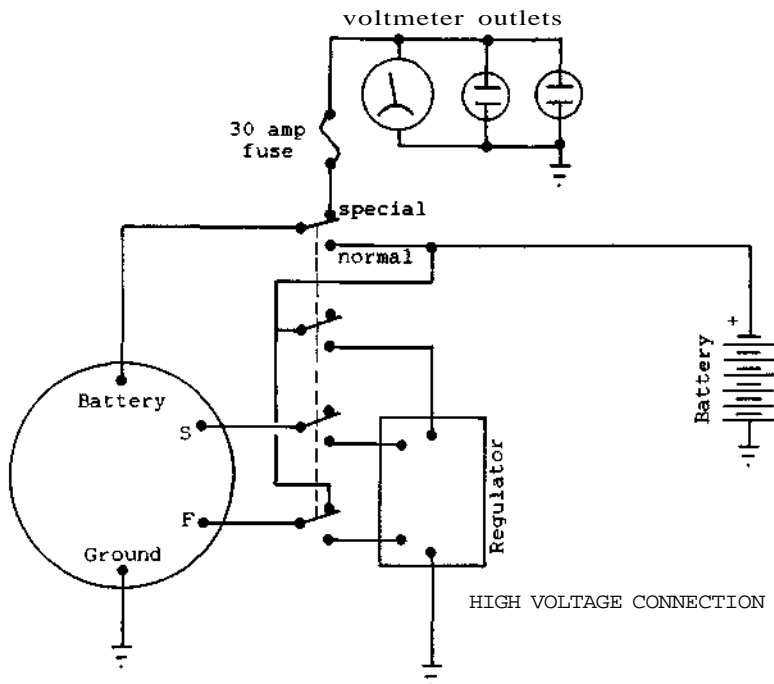 voltmeter outlets
30 amp
fuse
special
normal
+
Battery
Battery
S
F
Ground
Regulator
HIGH VOLTAGE CONNECTION